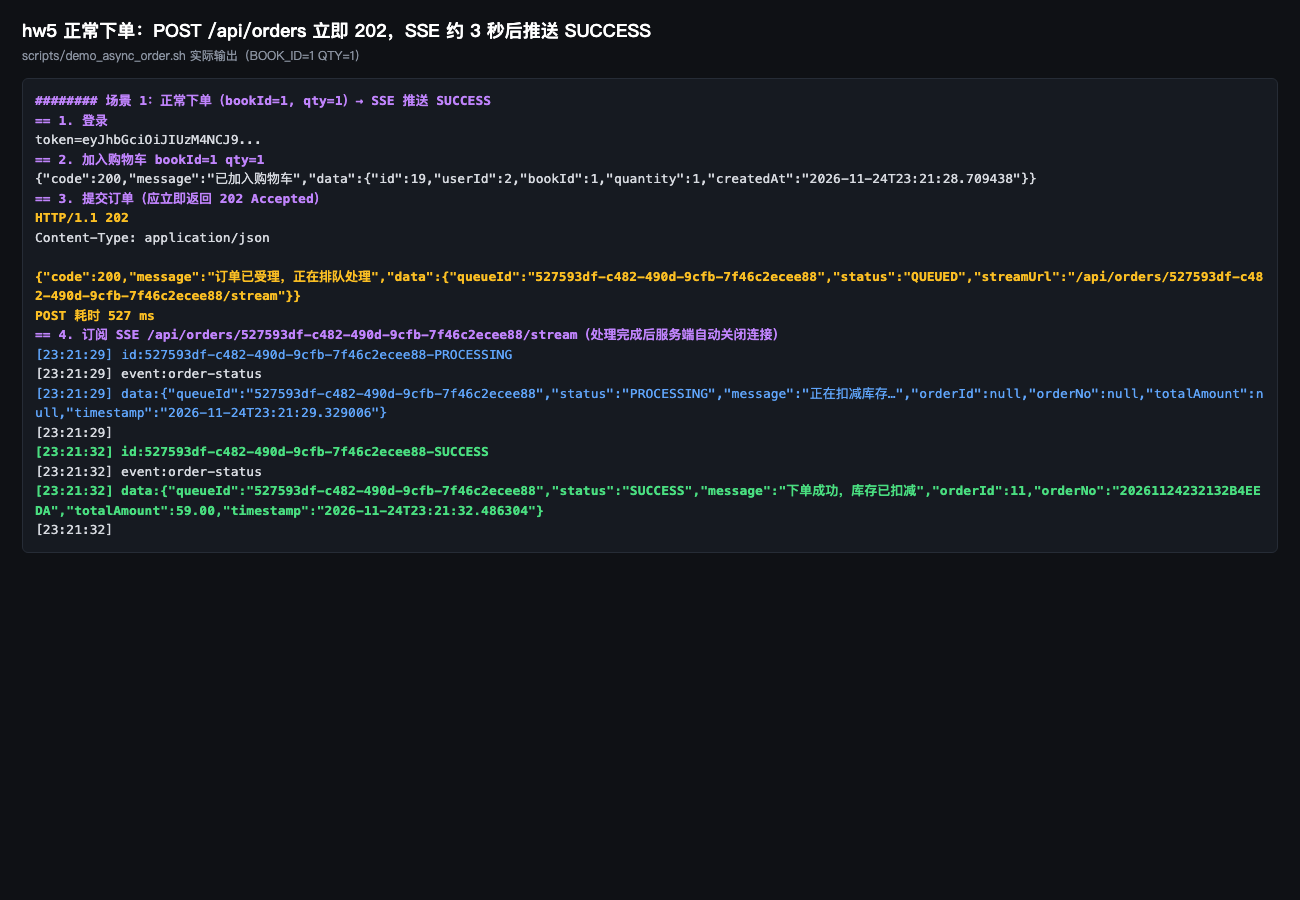 hw5 正常下单：POST /api/orders 立即 202，SSE 约 3 秒后推送 SUCCESS
scripts/demo_async_order.sh 实际输出（BOOK_ID=1 QTY=1）
######## 场景 1：正常下单（bookId=1, qty=1）→ SSE 推送 SUCCESS
== 1. 登录
token=eyJhbGciOiJIUzM4NCJ9...
== 2. 加入购物车 bookId=1 qty=1
{"code":200,"message":"已加入购物车","data":{"id":19,"userId":2,"bookId":1,"quantity":1,"createdAt":"2026-11-24T23:21:28.709438"}}
== 3. 提交订单（应立即返回 202 Accepted）
HTTP/1.1 202
Content-Type: application/json
{"code":200,"message":"订单已受理，正在排队处理","data":{"queueId":"527593df-c482-490d-9cfb-7f46c2ecee88","status":"QUEUED","streamUrl":"/api/orders/527593df-c48
2-490d-9cfb-7f46c2ecee88/stream"}}
POST 耗时 527 ms
== 4. 订阅 SSE /api/orders/527593df-c482-490d-9cfb-7f46c2ecee88/stream（处理完成后服务端自动关闭连接）
[23:21:29] id:527593df-c482-490d-9cfb-7f46c2ecee88-PROCESSING
[23:21:29] event:order-status
[23:21:29] data:{"queueId":"527593df-c482-490d-9cfb-7f46c2ecee88","status":"PROCESSING","message":"正在扣减库存…","orderId":null,"orderNo":null,"totalAmount":n
ull,"timestamp":"2026-11-24T23:21:29.329006"}
[23:21:29]
[23:21:32] id:527593df-c482-490d-9cfb-7f46c2ecee88-SUCCESS
[23:21:32] event:order-status
[23:21:32] data:{"queueId":"527593df-c482-490d-9cfb-7f46c2ecee88","status":"SUCCESS","message":"下单成功，库存已扣减","orderId":11,"orderNo":"20261124232132B4EE
DA","totalAmount":59.00,"timestamp":"2026-11-24T23:21:32.486304"}
[23:21:32]